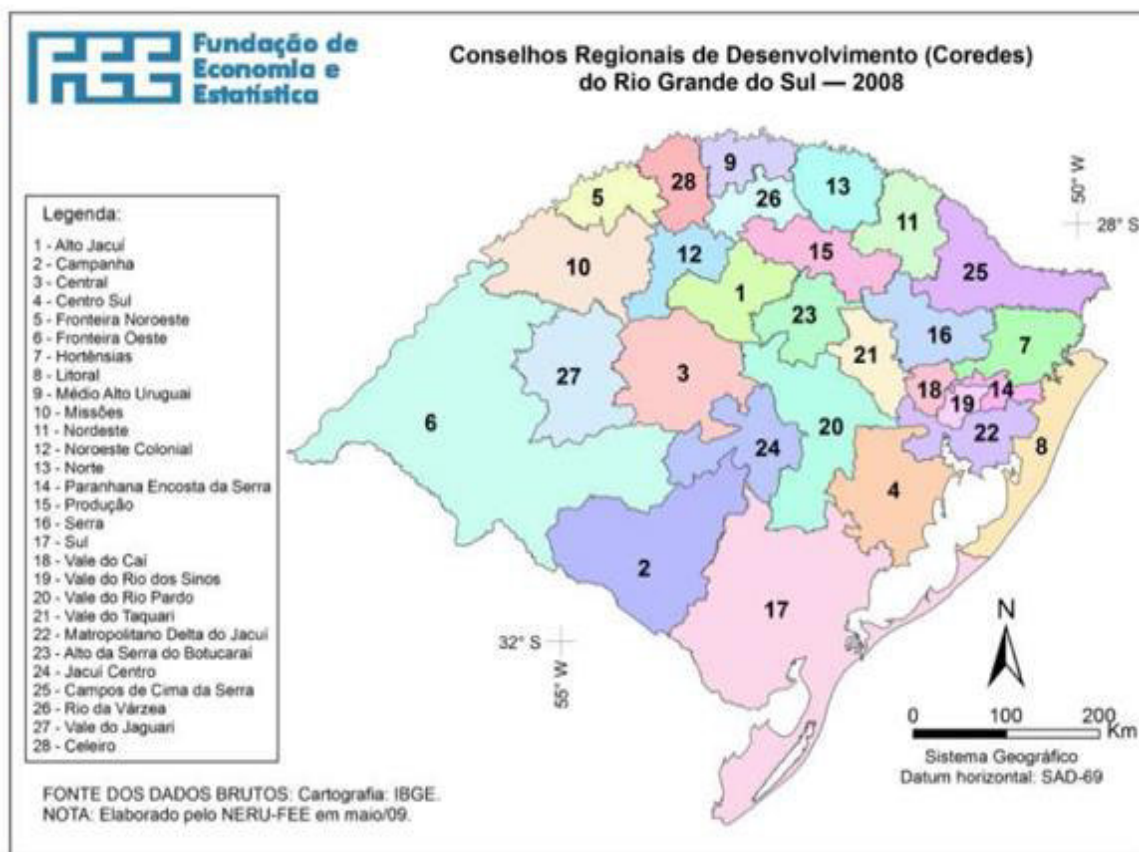 Fundação de
Economia e
Estatística
Conselhos Regionais de Desenvolvimento (Coredes)
do Rio Grande do Sul — 2008
50° W
28° S
Legenda:
1 - Alto Jacuí
2 - Campanha
3 - Central
4 - Centro Sul
5 - Fronteira Noroeste
6 - Fronteira Oeste
7 - Hortênsias
8 - Litoral
9 - Médio Alto Uruguai
10 - Missões
11 - Nordeste
12 - Noroeste Colonial
13 - Norte
14 - Paranhana Encosta da Serra
15 - Produção
16 - Serra
17 - Sul
18 - Vale do Caí
19 - Vale do Rio dos Sinos
20 - Vale do Rio Pardo
21 - Vale do Taquari
22 - Matropolitano Delta do Jacuí
23 - Alto da Serra do Botucaraí
24 - Jacuí Centro
25 - Campos de Cima da Serra
26 - Rio da Várzea
27 - Vale do Jaguari
28 - Celeiro
9
28
13
5
26
11
12
15
10
25
1
23
16
7
21
27
3
18
14
19
6
20
22
8
24
4
2
17
32° S
55° W
N
0 100 200
Km
Sistema Geográfico
Datum horizontal: SAD-69
FONTE DOS DADOS BRUTOS: Cartografia: IBGE.
NOTA: Elaborado pelo NERU-FEE em maio/09.